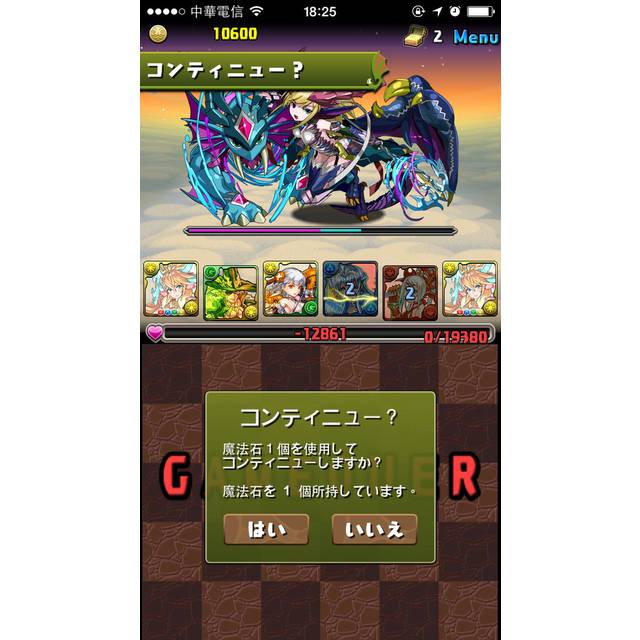 中華電信 18:25
10600 2 Menu
コンティニュー？
2 2
-12861 0/19380
コンティニュー？
魔法石１個を使用して
コンティニューしますか？
魔法石を 1 個所持しています。
はい いいえ